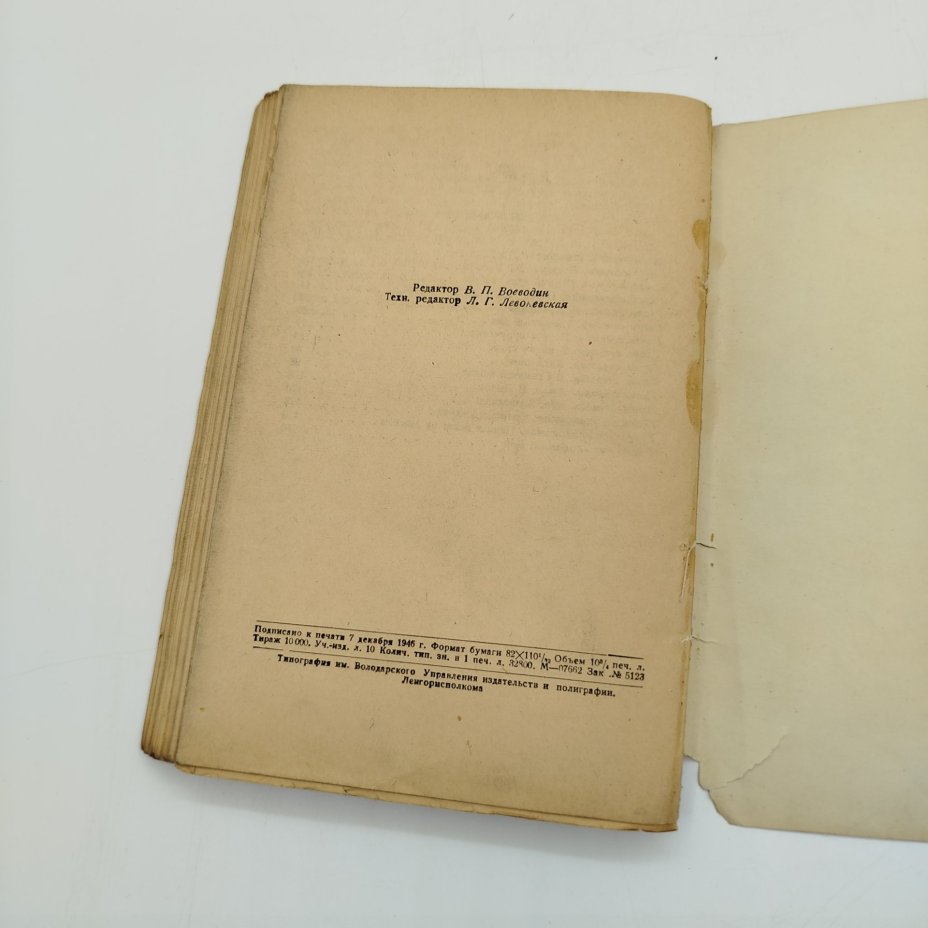 Редактор В. П. Воеводин
Техн. редактор Л. Г. Левоневская
Подписано к печати 7 декабря 1946 г. Формат бумаги 82×110¹/₃₂ Объем 10³/₄ печ. л.
Тираж 10000. Уч.-изд. л. 10 Колич. тип. зн. в 1 печ. л. 32800. М—07662 Зак .№ 5123
Типография им. Володарского Управления издательств и полиграфии.
Ленгорисполкома